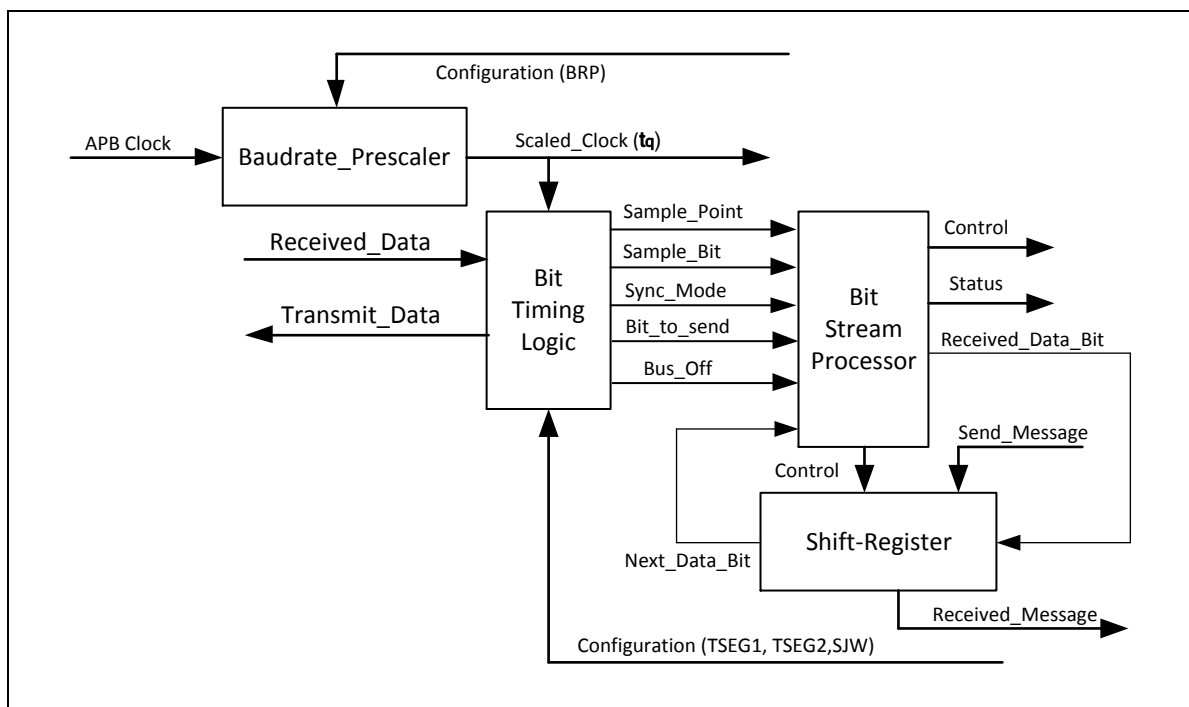 Configuration (BRP)
APB Clock
Baudrate_Prescaler
Scaled_Clock (tq)
Received_Data
Transmit_Data
Bit
Timing
Logic
Sample_Point
Sample_Bit
Sync_Mode
Bit_to_send
Bus_Off
Bit
Stream
Processor
Control
Status
Received_Data_Bit
Send_Message
Control
Shift-Register
Next_Data_Bit
Received_Message
Configuration (TSEG1, TSEG2,SJW)